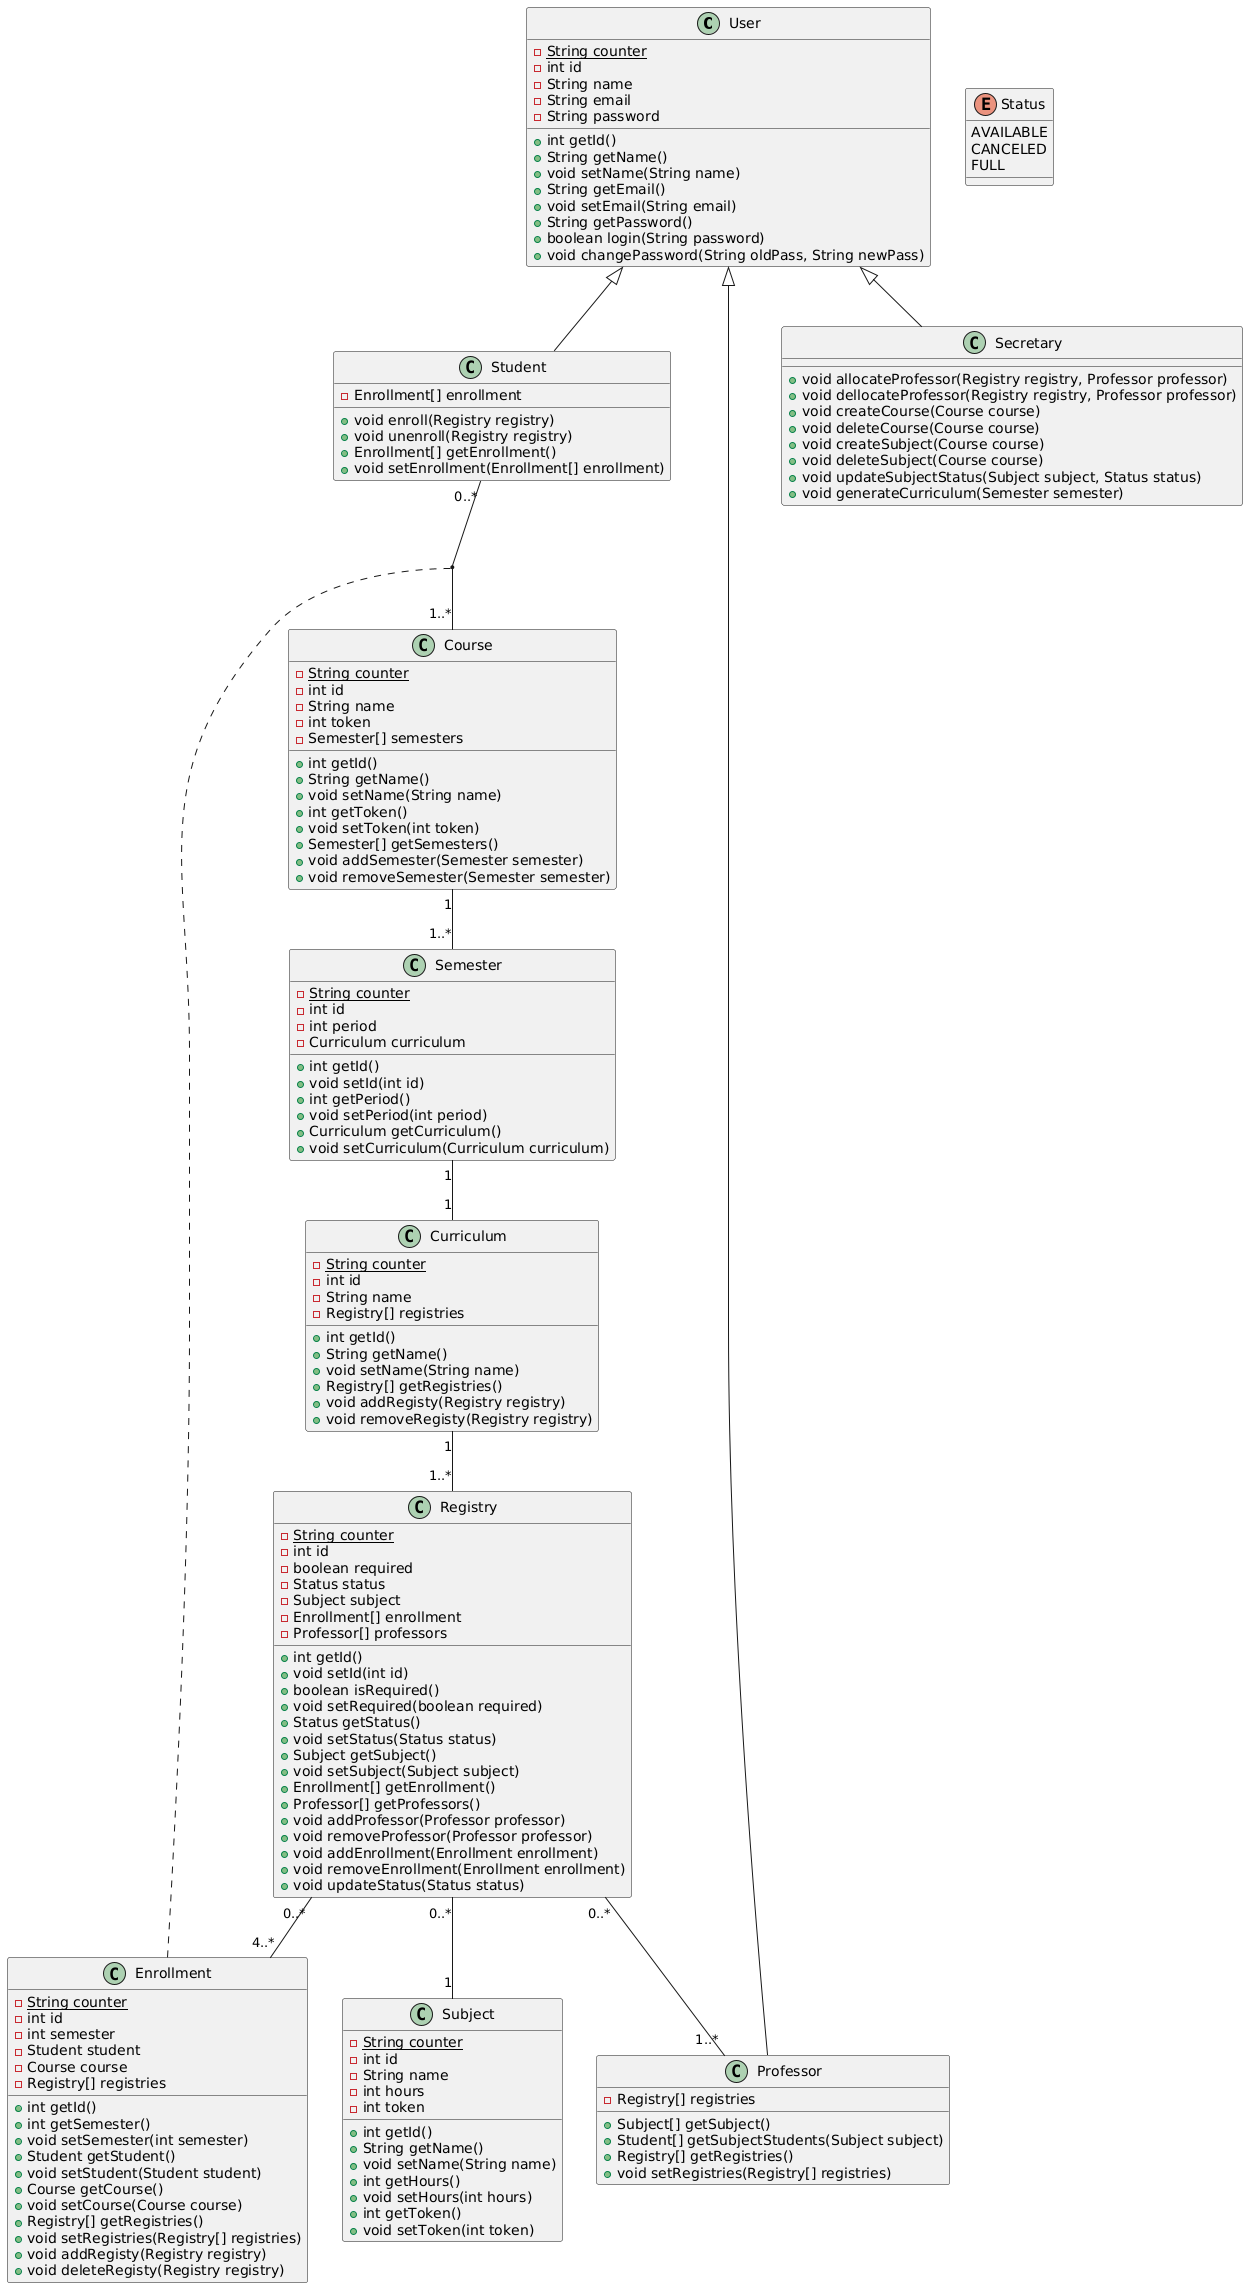 User
String counter
int id
String name
String email
String password
int getId()
String getName()
void setName(String name)
String getEmail()
void setEmail(String email)
String getPassword()
boolean login(String password)
void changePassword(String oldPass, String newPass)
E Status
AVAILABLE
CANCELED
FULL
C Student
Enrollment[] enrollment
void enroll(Registry registry)
void unenroll(Registry registry)
Enrollment[] getEnrollment()
void setEnrollment(Enrollment[] enrollment)
C Secretary
void allocateProfessor(Registry registry, Professor professor)
void dellocateProfessor(Registry registry, Professor professor)
void createCourse(Course course)
void deleteCourse(Course course)
void createSubject(Course course)
void deleteSubject(Course course)
void updateSubjectStatus(Subject subject, Status status)
void generateCurriculum(Semester semester)
0..*
1..*
C Course
String counter
int id
String name
int token
Semester[] semesters
int getId()
String getName()
void setName(String name)
int getToken()
void setToken(int token)
Semester[] getSemesters()
void addSemester(Semester semester)
void removeSemester(Semester semester)
1
1..*
C Semester
String counter
int id
int period
Curriculum curriculum
int getId()
void setId(int id)
int getPeriod()
void setPeriod(int period)
Curriculum getCurriculum()
void setCurriculum(Curriculum curriculum)
1
1
C Curriculum
String counter
int id
String name
Registry[] registries
int getId()
String getName()
void setName(String name)
Registry[] getRegistries()
void addRegisty(Registry registry)
void removeRegisty(Registry registry)
1
1..*
C Registry
String counter
int id
boolean required
Status status
Subject subject
Enrollment[] enrollment
Professor[] professors
int getId()
void setId(int id)
boolean isRequired()
void setRequired(boolean required)
Status getStatus()
void setStatus(Status status)
Subject getSubject()
void setSubject(Subject subject)
Enrollment[] getEnrollment()
Professor[] getProfessors()
void addProfessor(Professor professor)
void removeProfessor(Professor professor)
void addEnrollment(Enrollment enrollment)
void removeEnrollment(Enrollment enrollment)
void updateStatus(Status status)
0..* 0..* 0..*
4..*
1
1..*
C Enrollment
String counter
int id
int semester
Student student
Course course
Registry[] registries
int getId()
int getSemester()
void setSemester(int semester)
Student getStudent()
void setStudent(Student student)
Course getCourse()
void setCourse(Course course)
Registry[] getRegistries()
void setRegistries(Registry[] registries)
void addRegisty(Registry registry)
void deleteRegisty(Registry registry)
C Subject
String counter
int id
String name
int hours
int token
int getId()
String getName()
void setName(String name)
int getHours()
void setHours(int hours)
int getToken()
void setToken(int token)
C Professor
Registry[] registries
Subject[] getSubject()
Student[] getSubjectStudents(Subject subject)
Registry[] getRegistries()
void setRegistries(Registry[] registries)